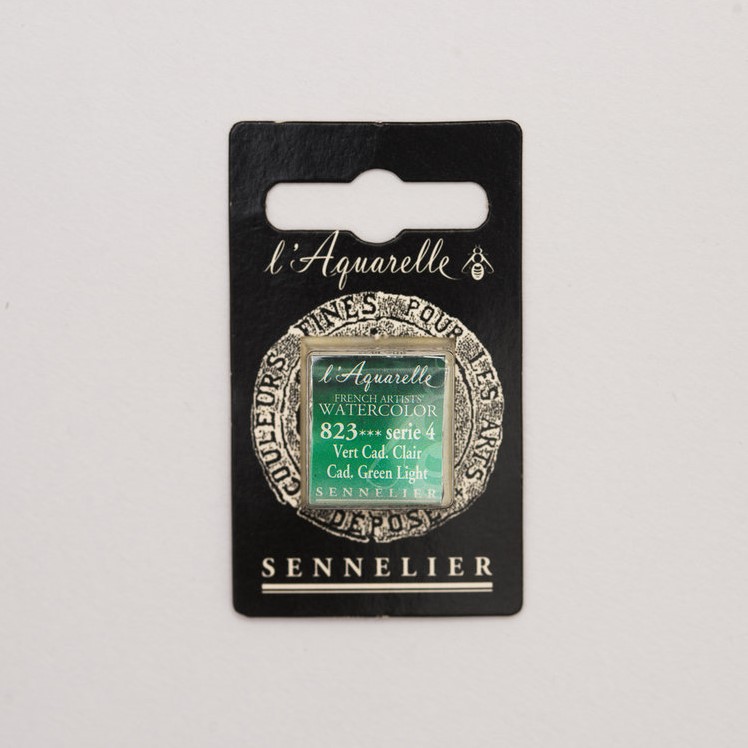 l'Aquarelle
COULEURS FINES POUR LES ARTS
l'Aquarelle
FRENCH ARTISTS'
WATERCOLOR
823*** serie 4
Vert Cad. Clair
Cad. Green Light
SENNELIER
DÉPOSÉ
SENNELIER